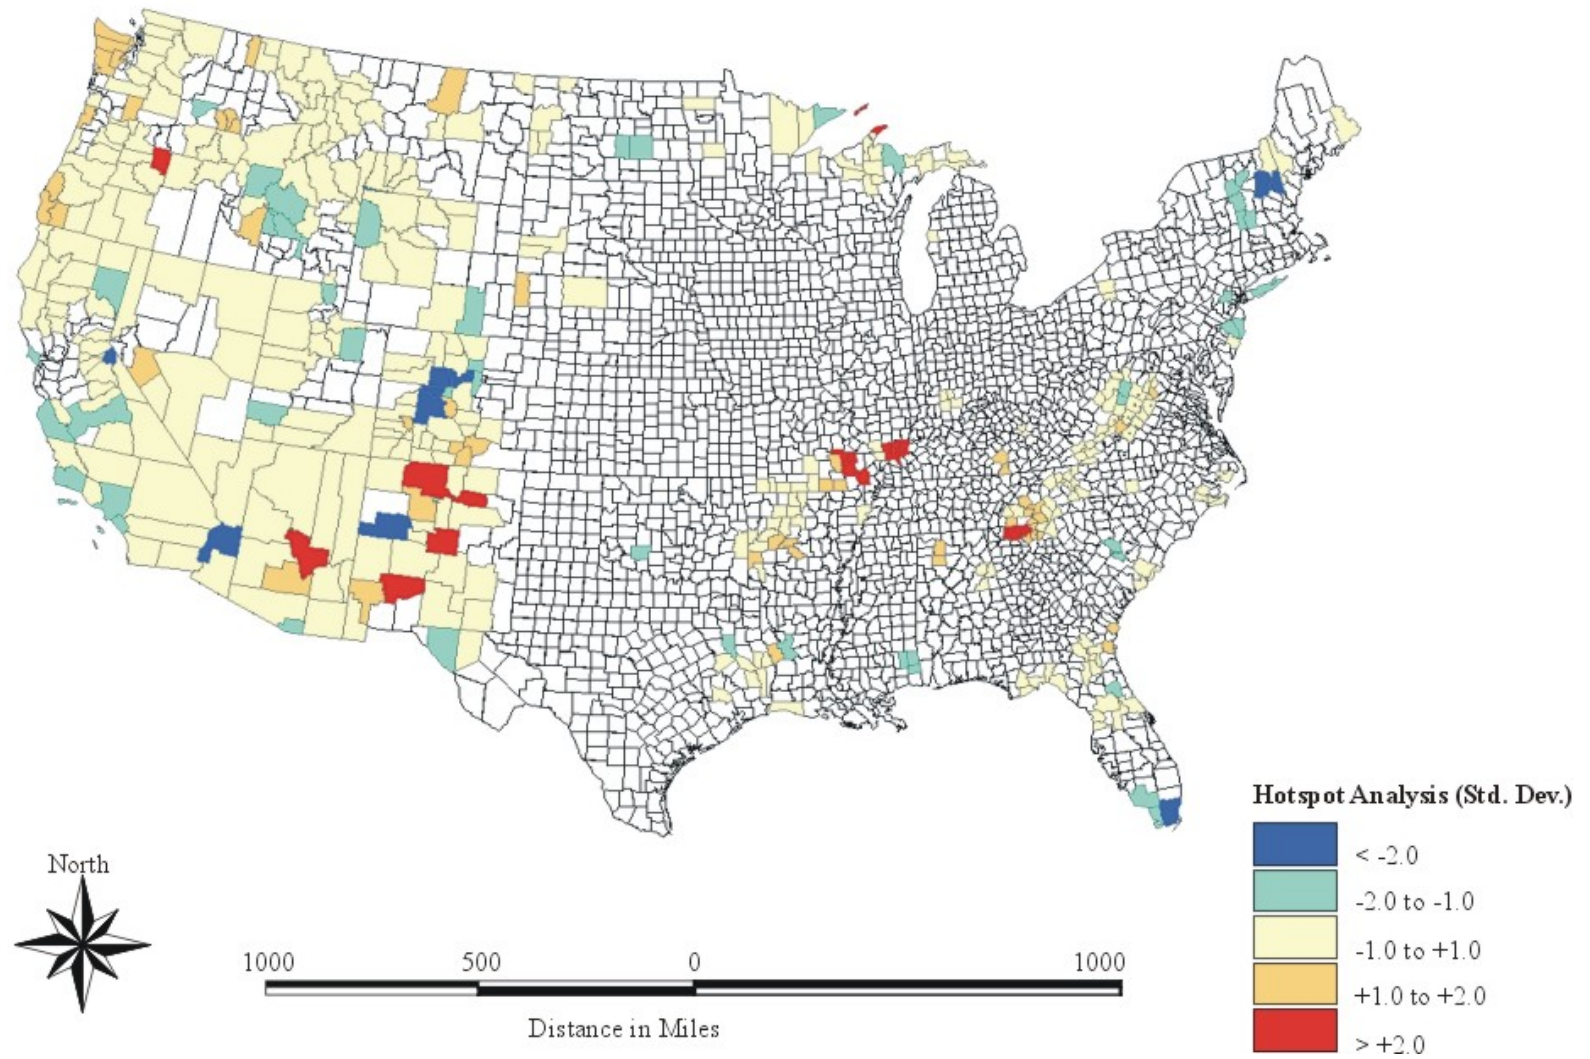 Hotspot Analysis (Std. Dev.)
< -2.0
-2.0 to -1.0
-1.0 to +1.0
+1.0 to +2.0
> +2.0
North
1000 500 0 1000
Distance in Miles